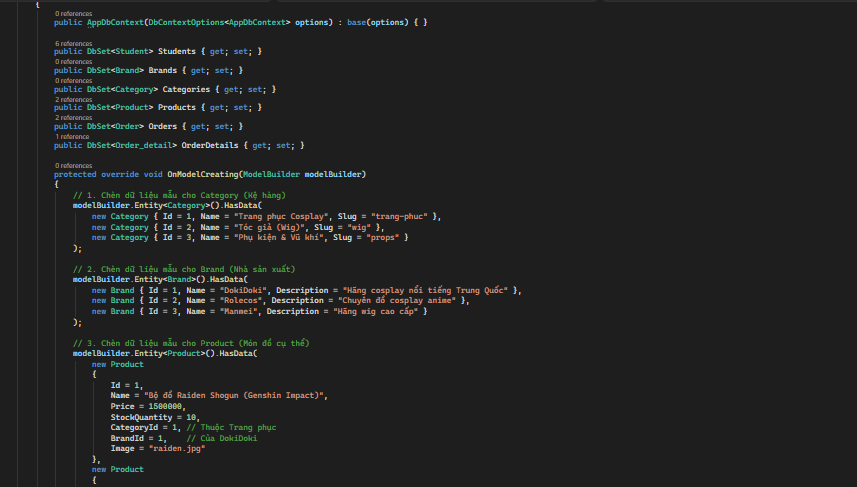 {
0 references
public AppDbContext(DbContextOptions<AppDbContext> options) : base(options) { }
6 references
public DbSet<Student> Students { get; set; }
0 references
public DbSet<Brand> Brands { get; set; }
0 references
public DbSet<Category> Categories { get; set; }
2 references
public DbSet<Product> Products { get; set; }
2 references
public DbSet<Order> Orders { get; set; }
1 reference
public DbSet<Order_detail> OrderDetails { get; set; }
0 references
protected override void OnModelCreating(ModelBuilder modelBuilder)
{
// 1. Chèn dữ liệu mẫu cho Category (Kệ hàng)
modelBuilder.Entity<Category>().HasData(
new Category { Id = 1, Name = "Trang phục Cosplay", Slug = "trang-phuc" },
new Category { Id = 2, Name = "Tóc giả (Wig)", Slug = "wig" },
new Category { Id = 3, Name = "Phụ kiện & Vũ khí", Slug = "props" }
);
// 2. Chèn dữ liệu mẫu cho Brand (Nhà sản xuất)
modelBuilder.Entity<Brand>().HasData(
new Brand { Id = 1, Name = "DokiDoki", Description = "Hãng cosplay nổi tiếng Trung Quốc" },
new Brand { Id = 2, Name = "Rolecos", Description = "Chuyên đồ cosplay anime" },
new Brand { Id = 3, Name = "Manmei", Description = "Hãng wig cao cấp" }
);
// 3. Chèn dữ liệu mẫu cho Product (Món đồ cụ thể)
modelBuilder.Entity<Product>().HasData(
new Product
{
Id = 1,
Name = "Bộ đồ Raiden Shogun (Genshin Impact)",
Price = 1500000,
StockQuantity = 10,
CategoryId = 1, // Thuộc Trang phục
BrandId = 1, // Của DokiDoki
Image = "raiden.jpg"
},
new Product
{